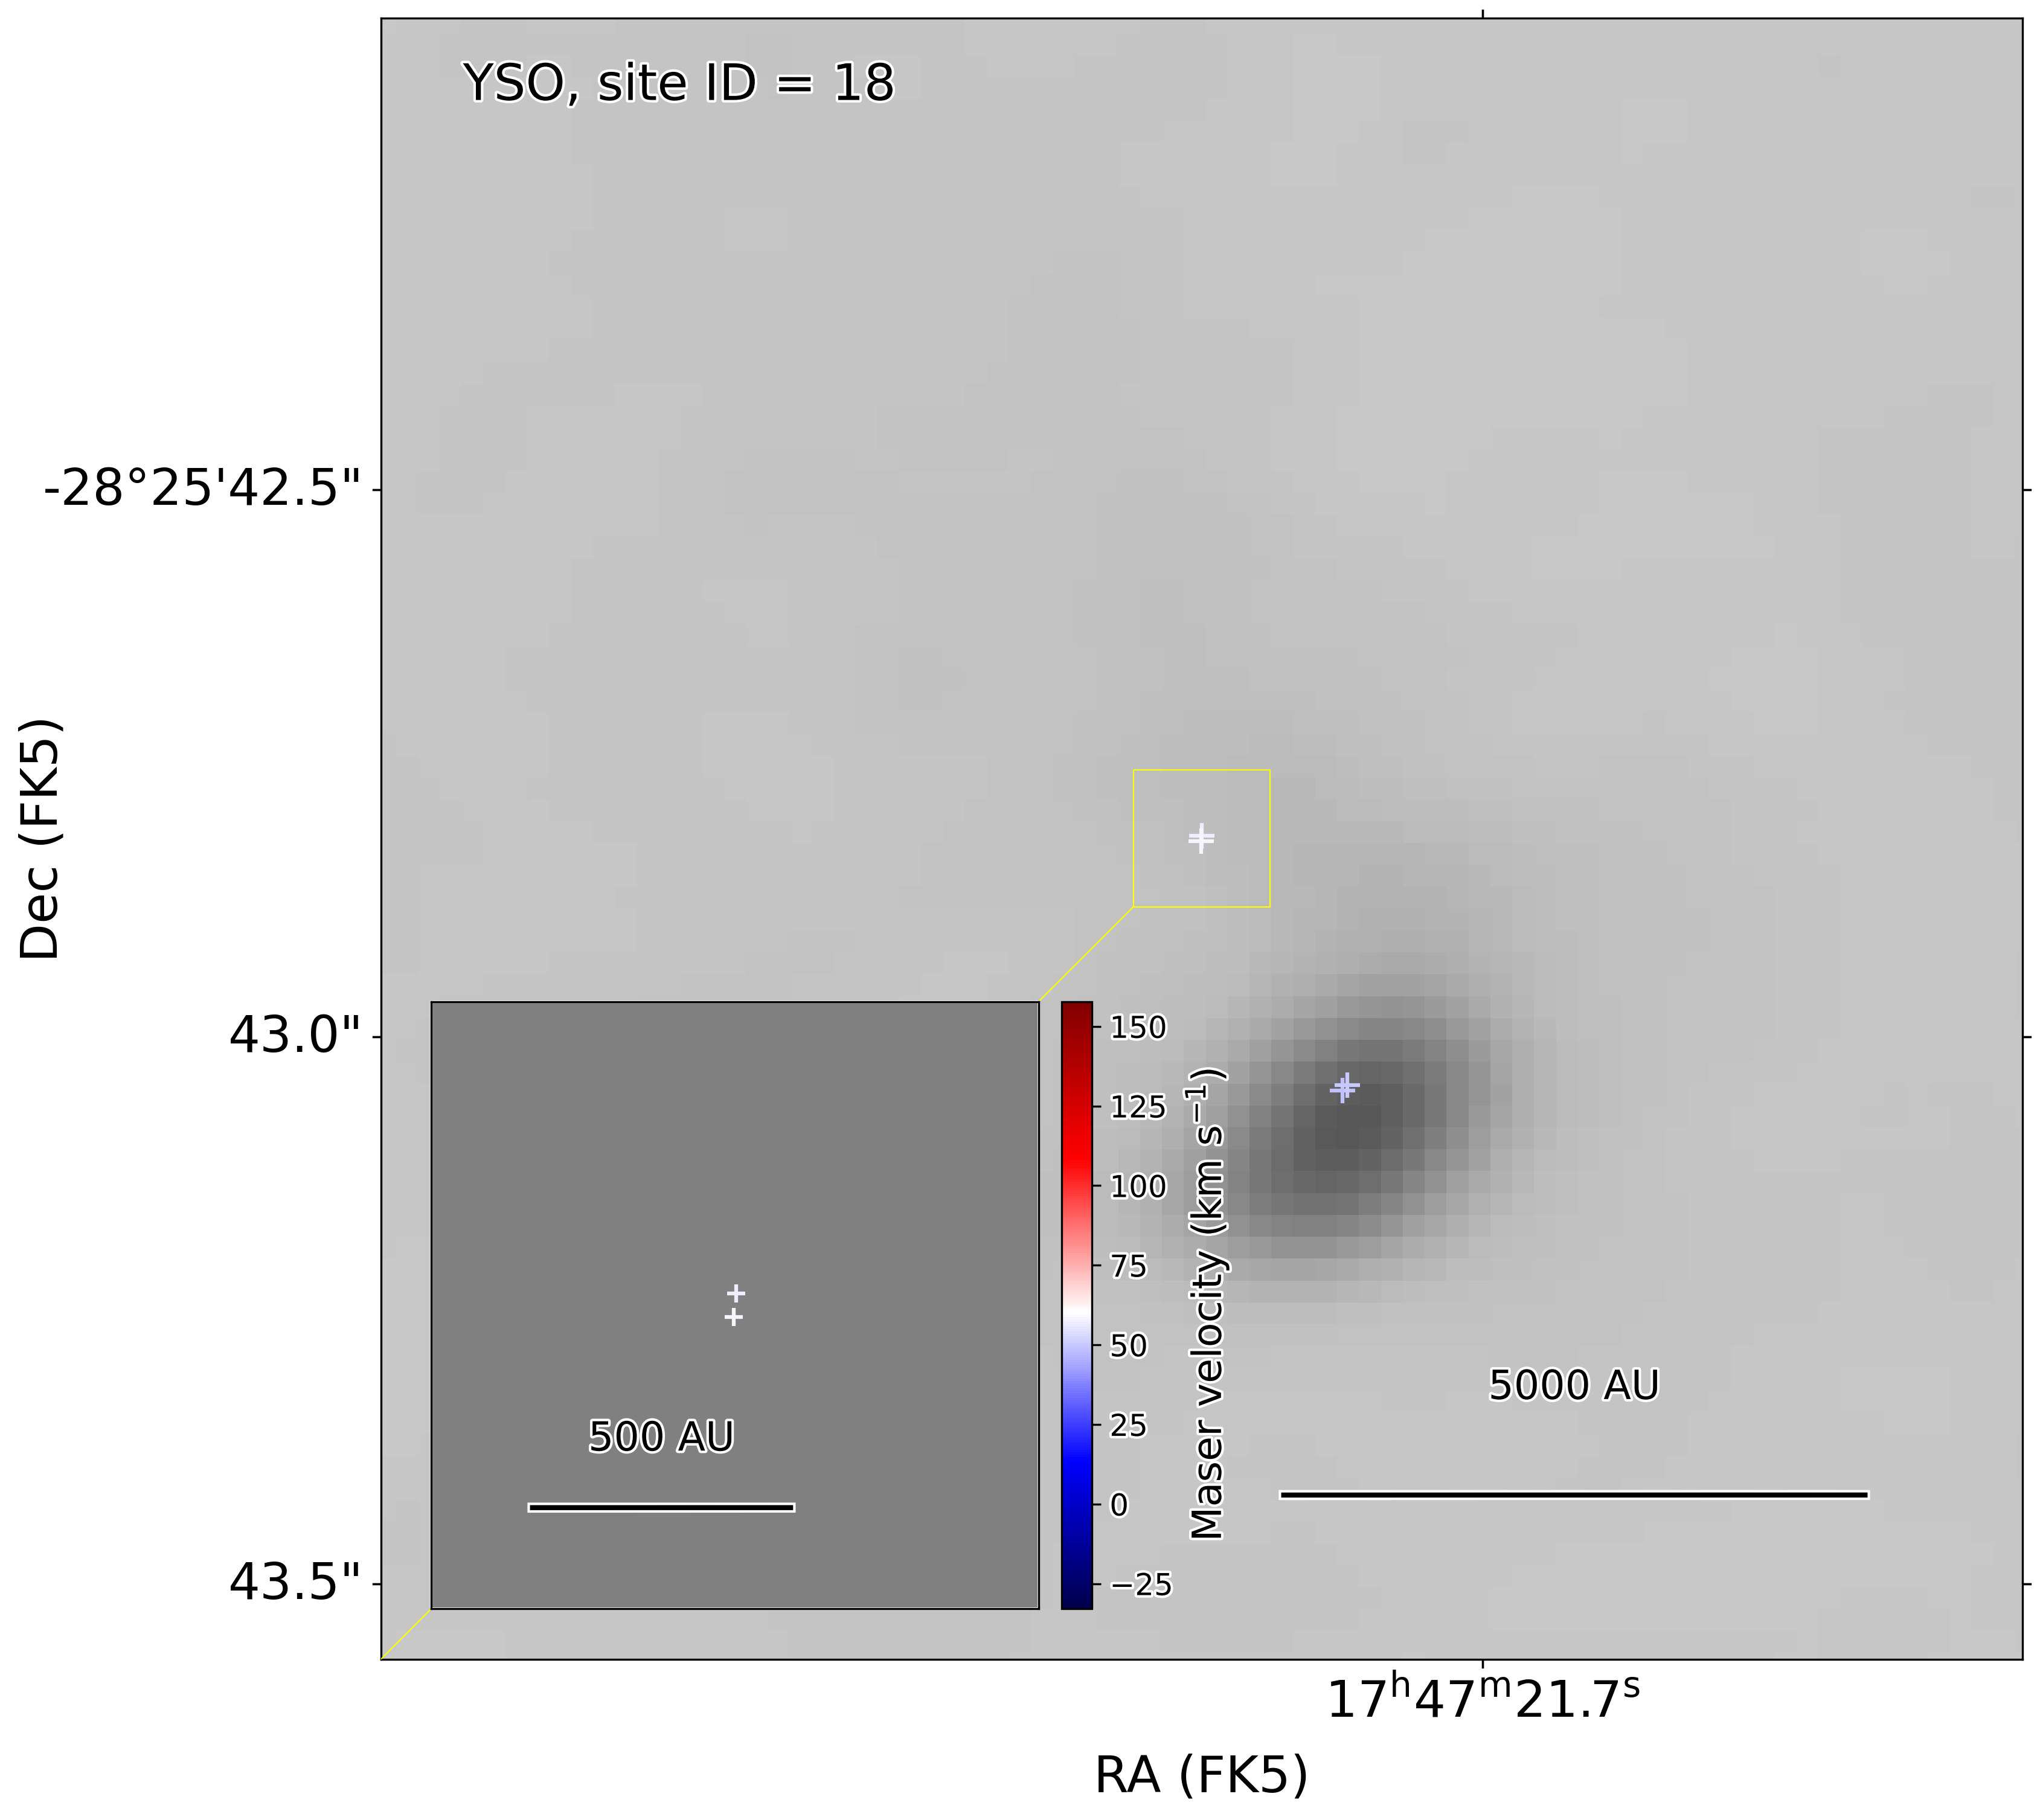 YSO, site ID = 18
-28°25'42.5"
43.0"
43.5"
Dec (FK5)
150
125
100
75
50
25
0
−25
Maser velocity (km s⁻¹)
500 AU
5000 AU
17ʰ47ᵐ21.7ˢ
RA (FK5)